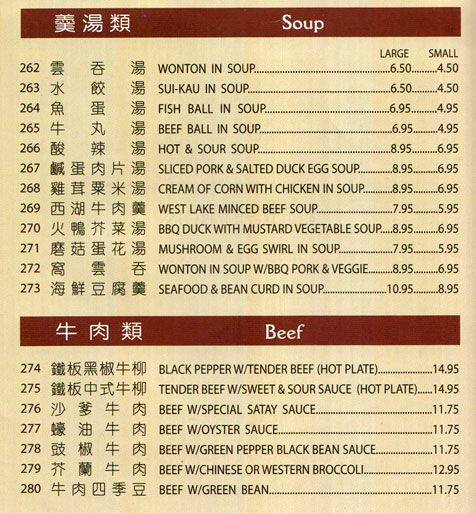 羹湯類 Soup
LARGE SMALL
262 雲吞湯 WONTON IN SOUP 6.50 4.50
263 水餃湯 SUI-KAU IN SOUP 6.50 4.50
264 魚蛋湯 FISH BALL IN SOUP 6.95 4.95
265 牛丸湯 BEEF BALL IN SOUP 6.95 4.95
266 酸辣湯 HOT & SOUR SOUP 8.95 6.95
267 鹹蛋肉片湯 SLICED PORK & SALTED DUCK EGG SOUP 8.95 6.95
268 雞茸粟米湯 CREAM OF CORN WITH CHICKEN IN SOUP 8.95 6.95
269 西湖牛肉羹 WEST LAKE MINCED BEEF SOUP 7.95 5.95
270 火鴨芥菜湯 BBQ DUCK WITH MUSTARD VEGETABLE SOUP 8.95 6.95
271 磨菇蛋花湯 MUSHROOM & EGG SWIRL IN SOUP 7.95 5.95
272 窩雲吞 WONTON IN SOUP W/BBQ PORK & VEGGIE 8.95 6.95
273 海鮮豆腐羹 SEAFOOD & BEAN CURD IN SOUP 10.95 8.95
牛肉類 Beef
274 鐵板黑椒牛柳 BLACK PEPPER W/TENDER BEEF (HOT PLATE) 14.95
275 鐵板中式牛柳 TENDER BEEF W/SWEET & SOUR SAUCE (HOT PLATE) 14.95
276 沙爹牛肉 BEEF W/SPECIAL SATAY SAUCE 11.75
277 蠔油牛肉 BEEF W/OYSTER SAUCE 11.75
278 豉椒牛肉 BEEF W/GREEN PEPPER BLACK BEAN SAUCE 11.75
279 芥蘭牛肉 BEEF W/CHINESE OR WESTERN BROCCOLI 12.95
280 牛肉四季豆 BEEF W/GREEN BEAN 11.75